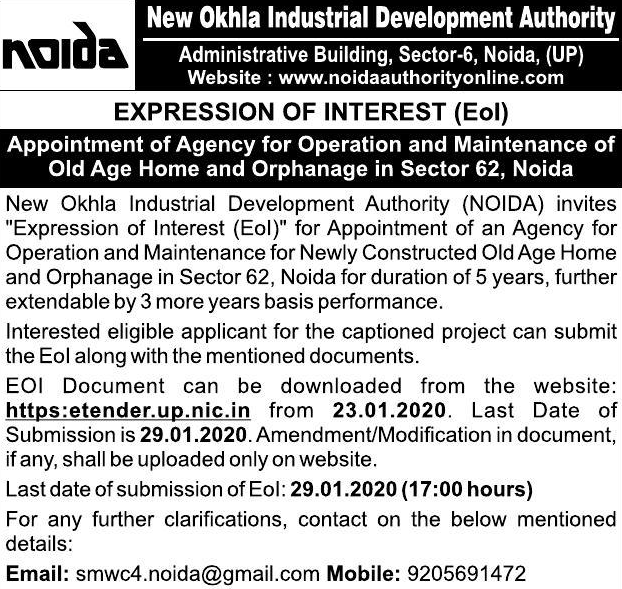 noida
New Okhla Industrial Development Authority
Administrative Building, Sector-6, Noida, (UP)
Website : www.noidaauthorityonline.com
EXPRESSION OF INTEREST (EoI)
Appointment of Agency for Operation and Maintenance of
Old Age Home and Orphanage in Sector 62, Noida
New Okhla Industrial Development Authority (NOIDA) invites
"Expression of Interest (EoI)" for Appointment of an Agency for
Operation and Maintenance for Newly Constructed Old Age Home
and Orphanage in Sector 62, Noida for duration of 5 years, further
extendable by 3 more years basis performance.
Interested eligible applicant for the captioned project can submit
the EoI along with the mentioned documents.
EOI Document can be downloaded from the website:
https:etender.up.nic.in from 23.01.2020. Last Date of
Submission is 29.01.2020. Amendment/Modification in document,
if any, shall be uploaded only on website.
Last date of submission of EoI: 29.01.2020 (17:00 hours)
For any further clarifications, contact on the below mentioned
details:
Email: smwc4.noida@gmail.com Mobile: 9205691472